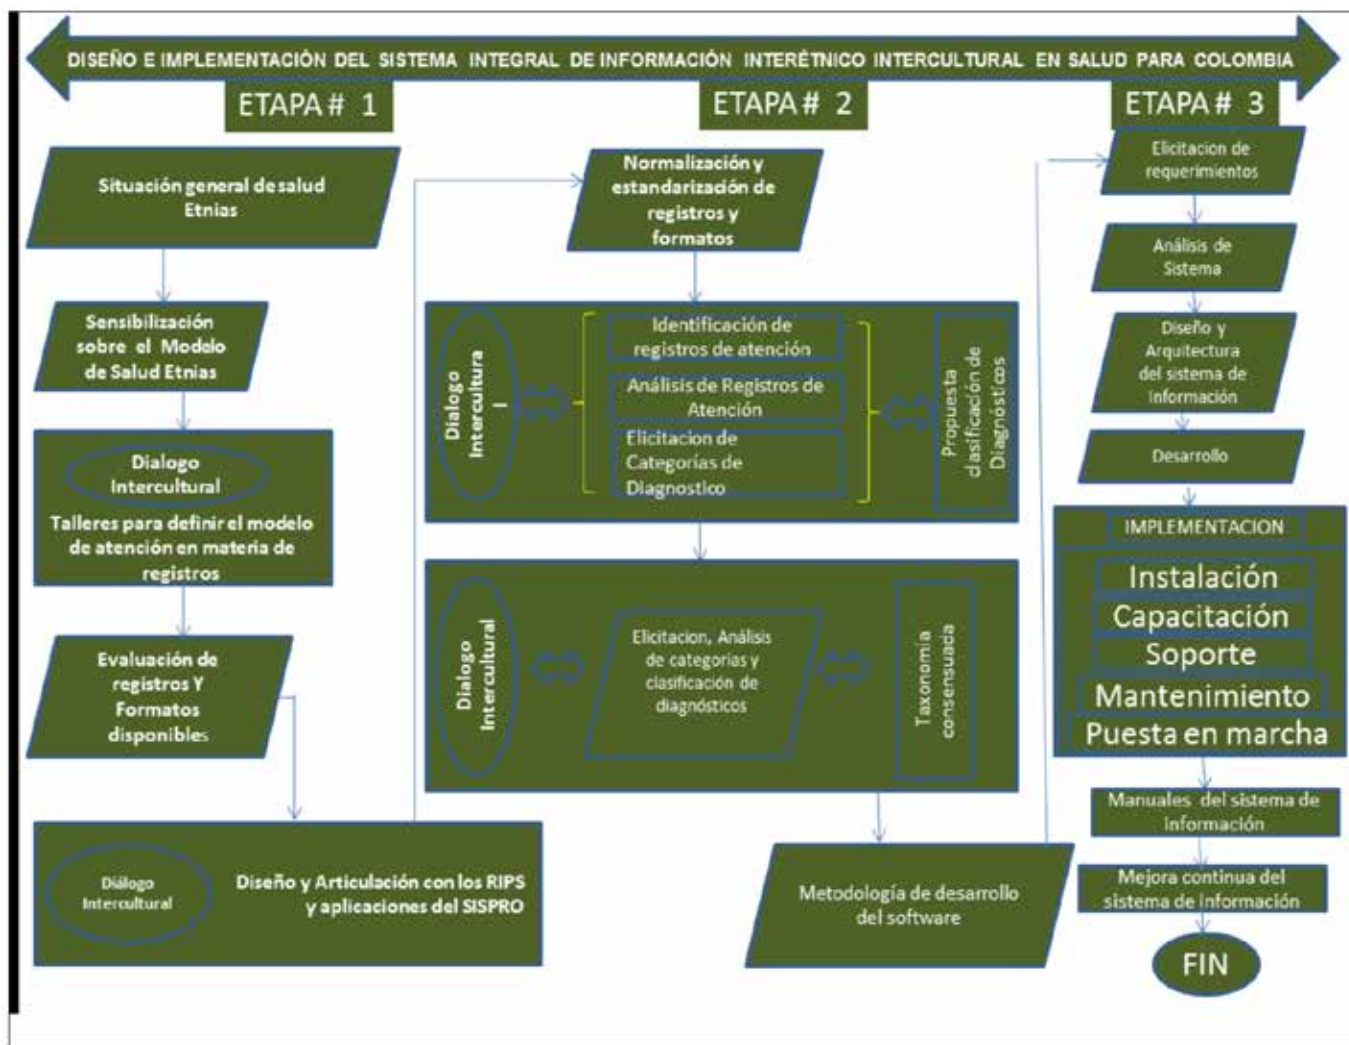 DISEÑO E IMPLEMENTACIÓN DEL SISTEMA INTEGRAL DE INFORMACIÓN INTERÉTNICO INTERCULTURAL EN SALUD PARA COLOMBIA
ETAPA # 1
Situación general de salud
Etnias
Sensibilización
sobre el Modelo
de Salud Etnias
Dialogo
Intercultural
Talleres para definir el modelo
de atención en materia de
registros
Evaluación de
registros Y
Formatos
disponibles
Diálogo
Intercultural
Diseño y Articulación con los RIPS
y aplicaciones del SISPRO
ETAPA # 2
Normalización y
estandarización de
registros y
formatos
Dialogo
Intercultura
l
Identificación de
registros de atención
Análisis de Registros de
Atención
Elicitacion de
Categorías de
Diagnostico
Propuesta
clasificación de
Diagnósticos
Dialogo
Intercultural
Elicitacion, Análisis
de categorías y
clasificación de
diagnósticos
Taxonomía
consensuada
Metodología de desarrollo
del software
ETAPA # 3
Elicitacion de
requerimientos
Análisis de
Sistema
Diseño y
Arquitectura
del sistema de
Información
Desarrollo
IMPLEMENTACION
Instalación
Capacitación
Soporte
Mantenimiento
Puesta en marcha
Manuales del sistema de
información
Mejora continua del
sistema de información
FIN